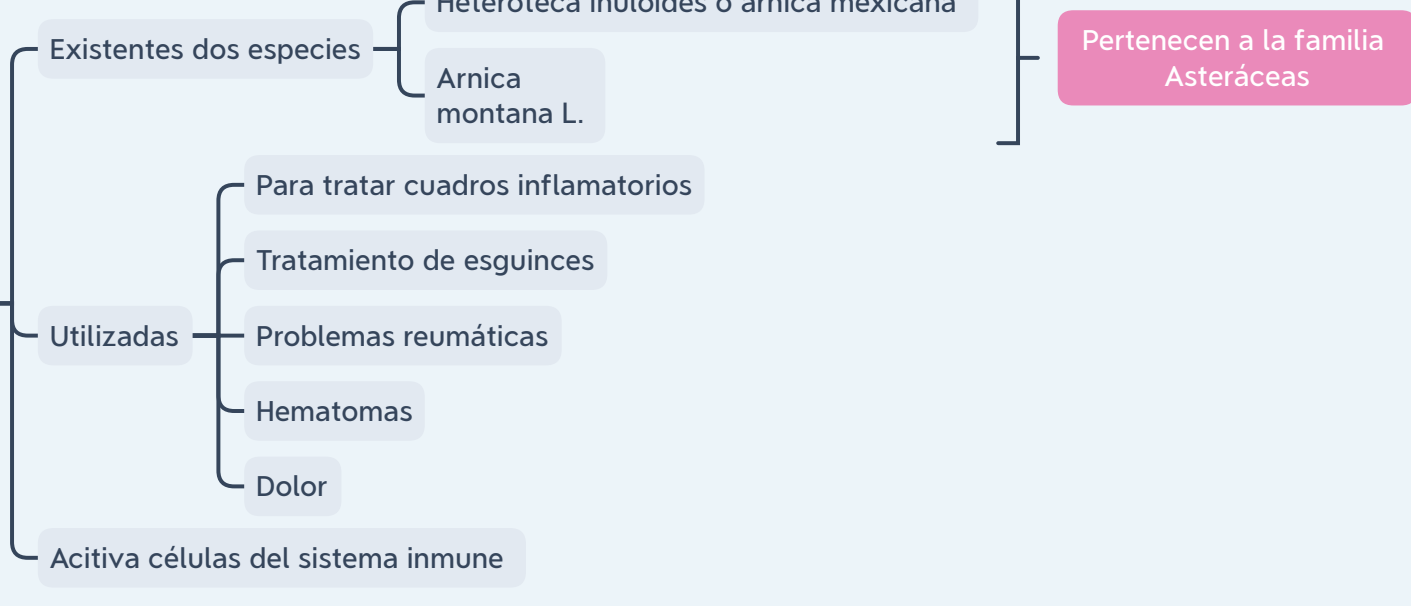 Heteroteca inuloides o árnica mexicana
Existentes dos especies
Arnica
montana L.
Pertenecen a la familia
Asteráceas
Para tratar cuadros inflamatorios
Tratamiento de esguinces
Utilizadas
Problemas reumáticas
Hematomas
Dolor
Acitiva células del sistema inmune